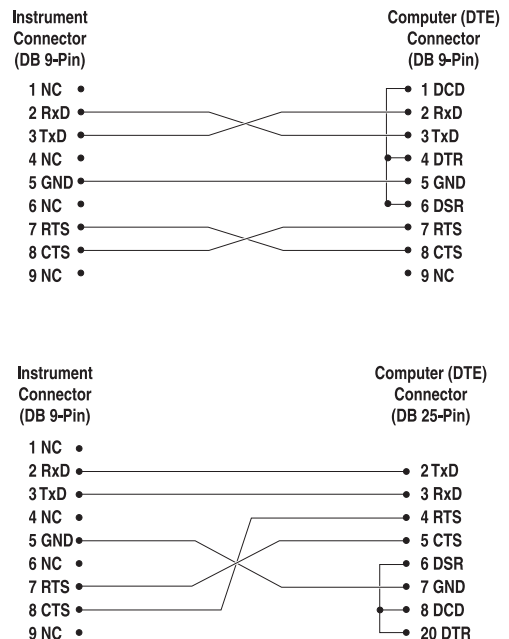 Instrument
Connector
(DB 9-Pin)
1 NC
2 RxD
3 TxD
4 NC
5 GND
6 NC
7 RTS
8 CTS
9 NC
Computer (DTE)
Connector
(DB 9-Pin)
1 DCD
2 RxD
3 TxD
4 DTR
5 GND
6 DSR
7 RTS
8 CTS
9 NC
Instrument
Connector
(DB 9-Pin)
1 NC
2 RxD
3 TxD
4 NC
5 GND
6 NC
7 RTS
8 CTS
9 NC
Computer (DTE)
Connector
(DB 25-Pin)
2 TxD
3 RxD
4 RTS
5 CTS
6 DSR
7 GND
8 DCD
20 DTR